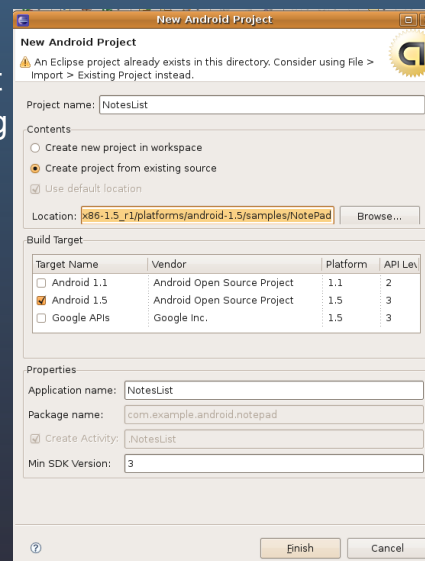 New Android Project
New Android Project
An Eclipse project already exists in this directory. Consider using File >
Import > Existing Project instead.
Project name: NotesList
Contents
Create new project in workspace
Create project from existing source
Use default location
Location: x86-1.5_r1/platforms/android-1.5/samples/NotePad Browse...
Build Target
Target Name Vendor Platform API Lev
Android 1.1 Android Open Source Project 1.1 2
Android 1.5 Android Open Source Project 1.5 3
Google APIs Google Inc. 1.5 3
Properties
Application name: NotesList
Package name: com.example.android.notepad
Create Activity: .NotesList
Min SDK Version: 3
Finish Cancel